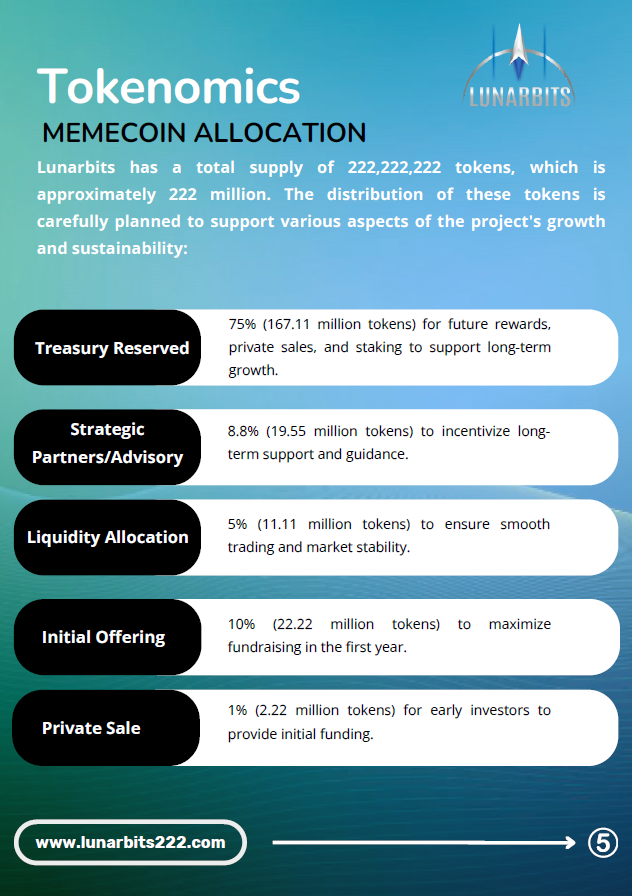 LUNARBITS
Tokenomics
MEMECOIN ALLOCATION
Lunarbits has a total supply of 222,222,222 tokens, which is
approximately 222 million. The distribution of these tokens is
carefully planned to support various aspects of the project's growth
and sustainability:
Treasury Reserved
75% (167.11 million tokens) for future rewards,
private sales, and staking to support long-term
growth.
Strategic
Partners/Advisory
8.8% (19.55 million tokens) to incentivize long-
term support and guidance.
Liquidity Allocation
5% (11.11 million tokens) to ensure smooth
trading and market stability.
Initial Offering
10% (22.22 million tokens) to maximize
fundraising in the first year.
Private Sale
1% (2.22 million tokens) for early investors to
provide initial funding.
www.lunarbits222.com
5